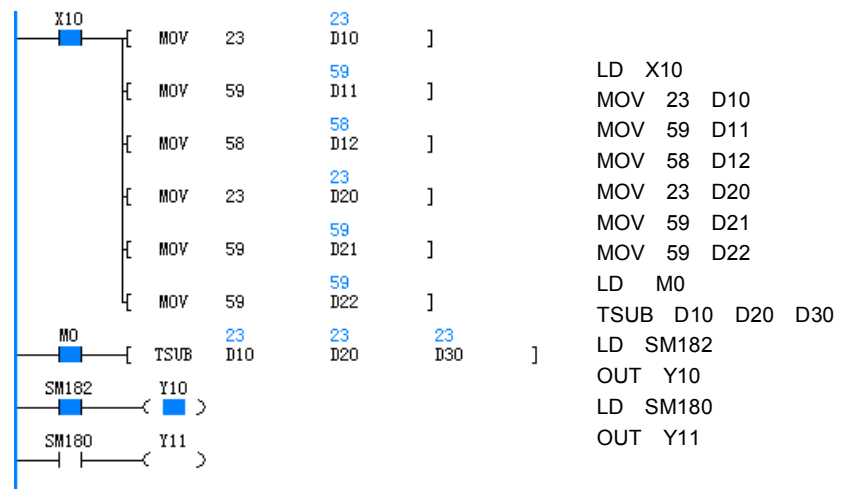 X10 23
[ MOV 23 D10 ]
59
[ MOV 59 D11 ]
58
[ MOV 58 D12 ]
23
[ MOV 23 D20 ]
59
[ MOV 59 D21 ]
59
[ MOV 59 D22 ]
M0 23 23 23
[ TSUB D10 D20 D30 ]
SM182 Y10
( )
SM180 Y11
( )
LD X10
MOV 23 D10
MOV 59 D11
MOV 58 D12
MOV 23 D20
MOV 59 D21
MOV 59 D22
LD M0
TSUB D10 D20 D30
LD SM182
OUT Y10
LD SM180
OUT Y11